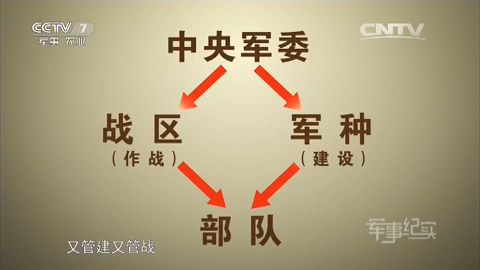 CCTV 7
军事 农业
CNTV
中央军委
战区
军种
(作战)
(建设)
部队
军事纪实
又管建又管战